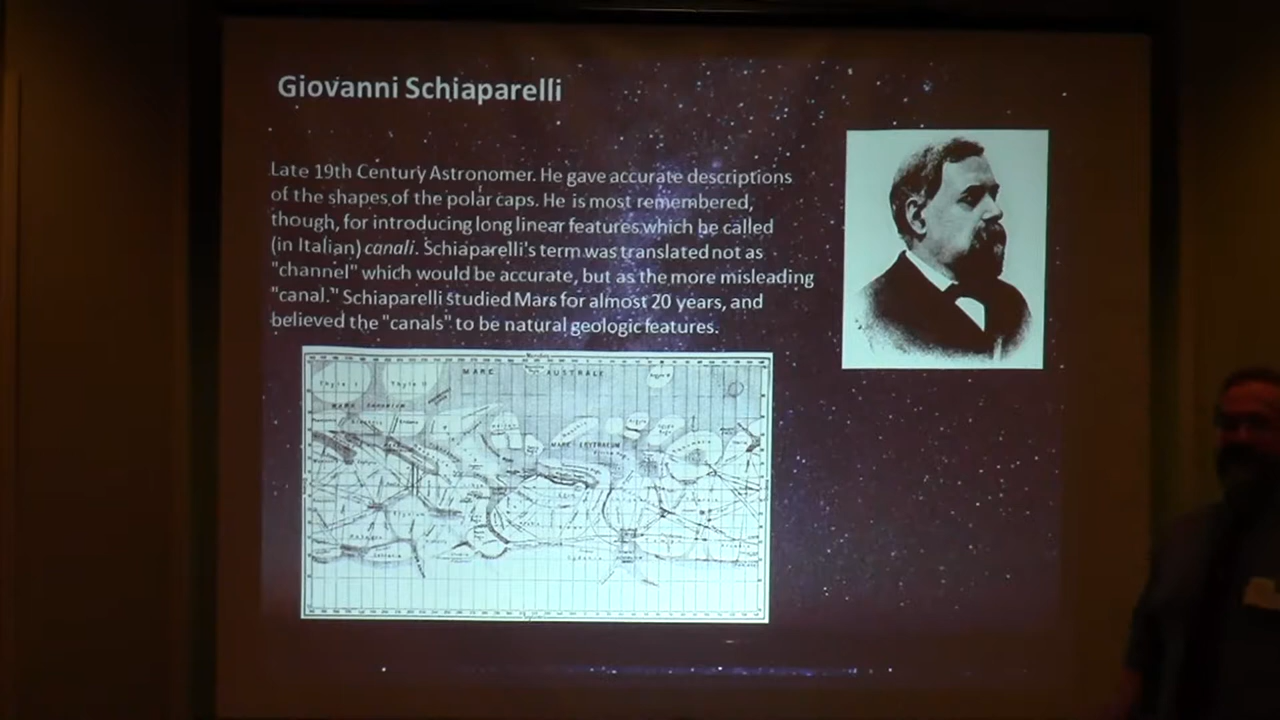 Giovanni Schiaparelli
Late 19th Century Astronomer. He gave accurate descriptions
of the shapes of the polar caps. He is most remembered,
though, for introducing long linear features which he called
(in Italian) canali. Schiaparelli's term was translated not as
"channel" which would be accurate, but as the more misleading
"canal." Schiaparelli studied Mars for almost 20 years, and
believed the "canals" to be natural geologic features.
Thyle I Thyle II MARE AUSTRALE